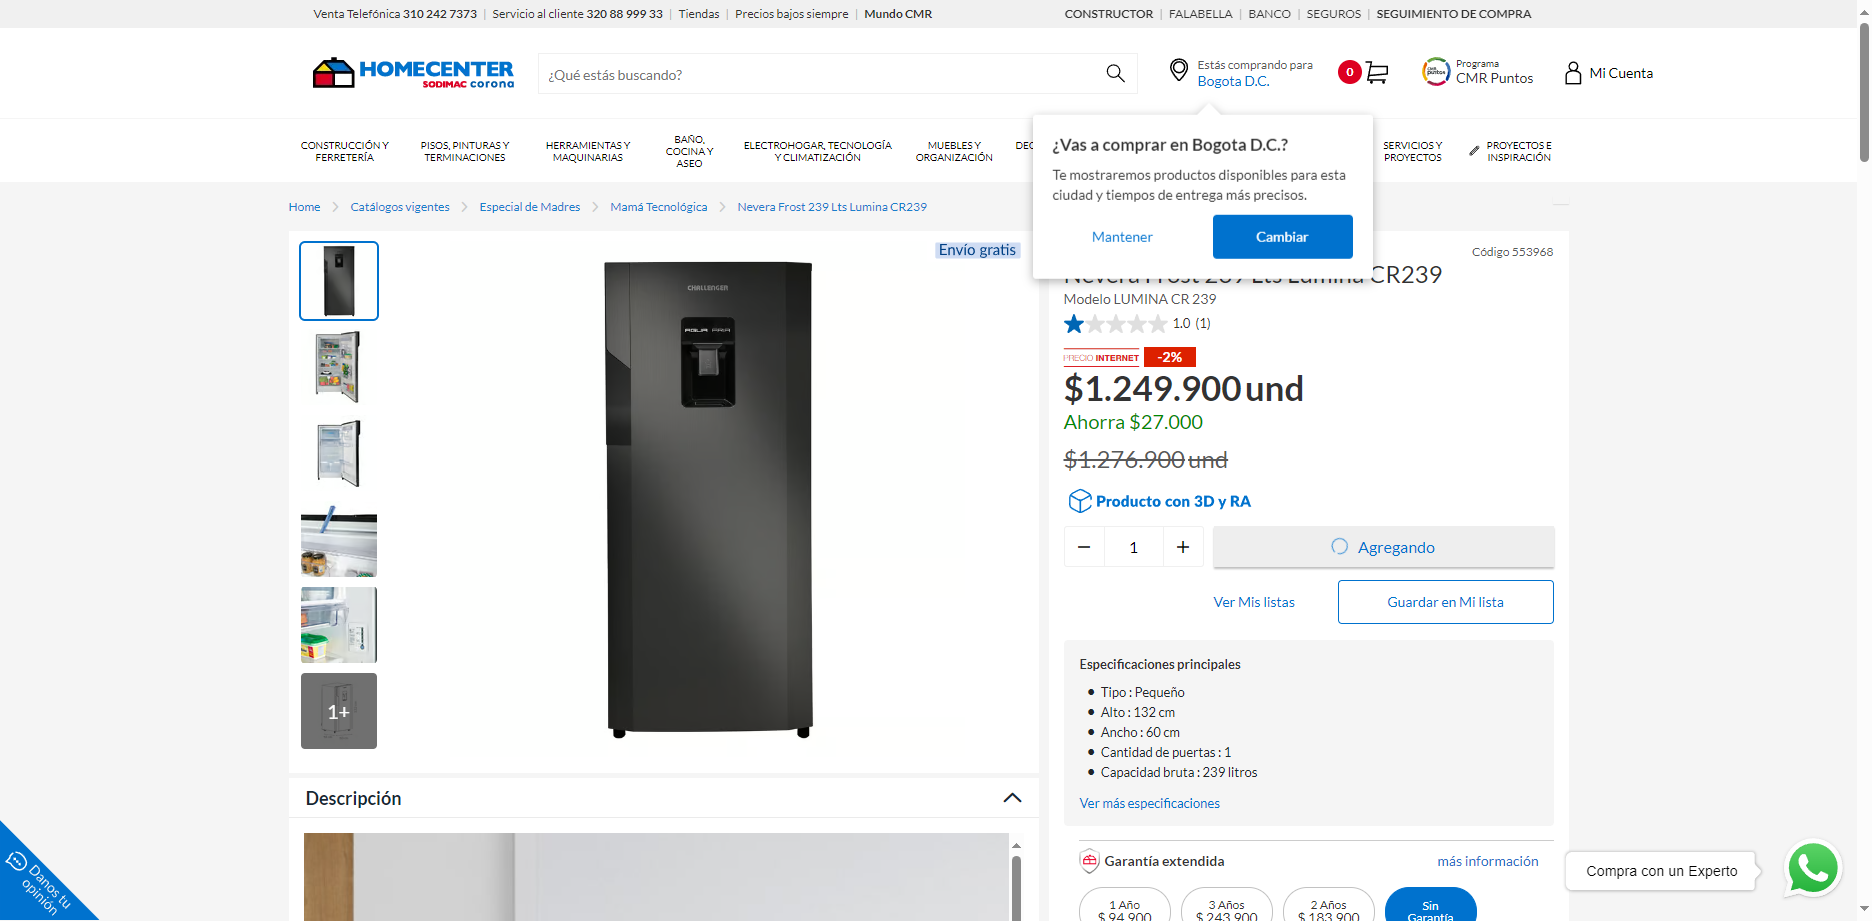 Venta Telefónica 310 242 7373 | Servicio al cliente 320 88 999 33 | Tiendas | Precios bajos siempre | Mundo CMR
CONSTRUCTOR | FALABELLA | BANCO | SEGUROS | SEGUIMIENTO DE COMPRA
HOMECENTER
SODIMAC corona
¿Qué estás buscando?
Estás comprando para
Bogota D.C.
0
Programa
CMR Puntos
Mi Cuenta
CONSTRUCCIÓN Y
FERRETERÍA
PISOS, PINTURAS Y
TERMINACIONES
HERRAMIENTAS Y
MAQUINARIAS
BAÑO,
COCINA Y
ASEO
ELECTROHOGAR, TECNOLOGÍA
Y CLIMATIZACIÓN
MUEBLES Y
ORGANIZACIÓN
SERVICIOS Y
PROYECTOS
PROYECTOS E
INSPIRACIÓN
¿Vas a comprar en Bogota D.C.?
Te mostraremos productos disponibles para esta
ciudad y tiempos de entrega más precisos.
Mantener
Cambiar
Home
Catálogos vigentes
Especial de Madres
Mamá Tecnológica
Nevera Frost 239 Lts Lumina CR239
Envío gratis
CHALLENGER
AGUA FRIA
1+
Código 553968
Nevera Frost 239 Lts Lumina CR239
Modelo LUMINA CR 239
1.0 (1)
PRECIO INTERNET
-2%
$1.249.900 und
Ahorra $27.000
$1.276.900 und
Producto con 3D y RA
1
Agregando
Ver Mis listas
Guardar en Mi lista
Especificaciones principales
Tipo : Pequeño
Alto : 132 cm
Ancho : 60 cm
Cantidad de puertas : 1
Capacidad bruta : 239 litros
Ver más especificaciones
Descripción
Garantía extendida
más información
1 Año
$ 94.900
3 Años
$ 243.900
2 Años
$ 183.900
Sin
Garantía
Compra con un Experto
Danos tu
opinión